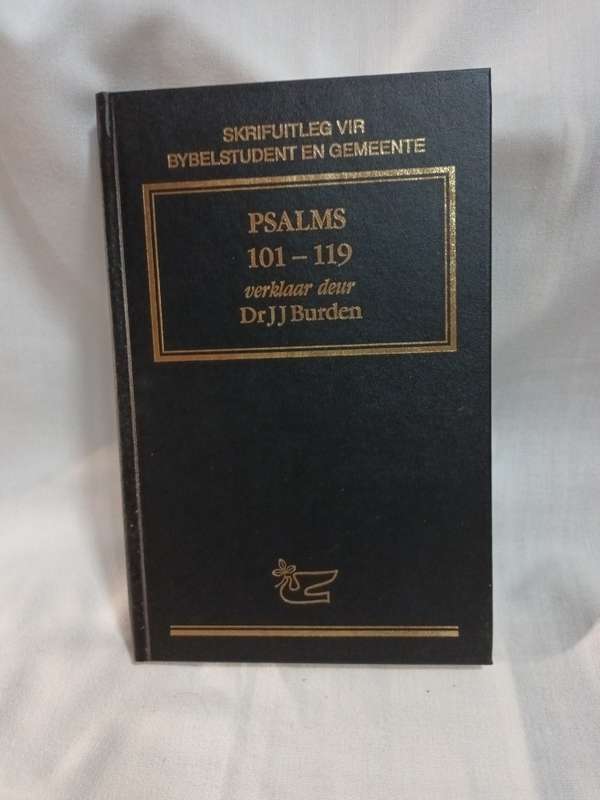 SKRIFUITLEG VIR
BYBELSTUDENT EN GEMEENTE
PSALMS
101 – 119
verklaar deur
Dr J J Burden